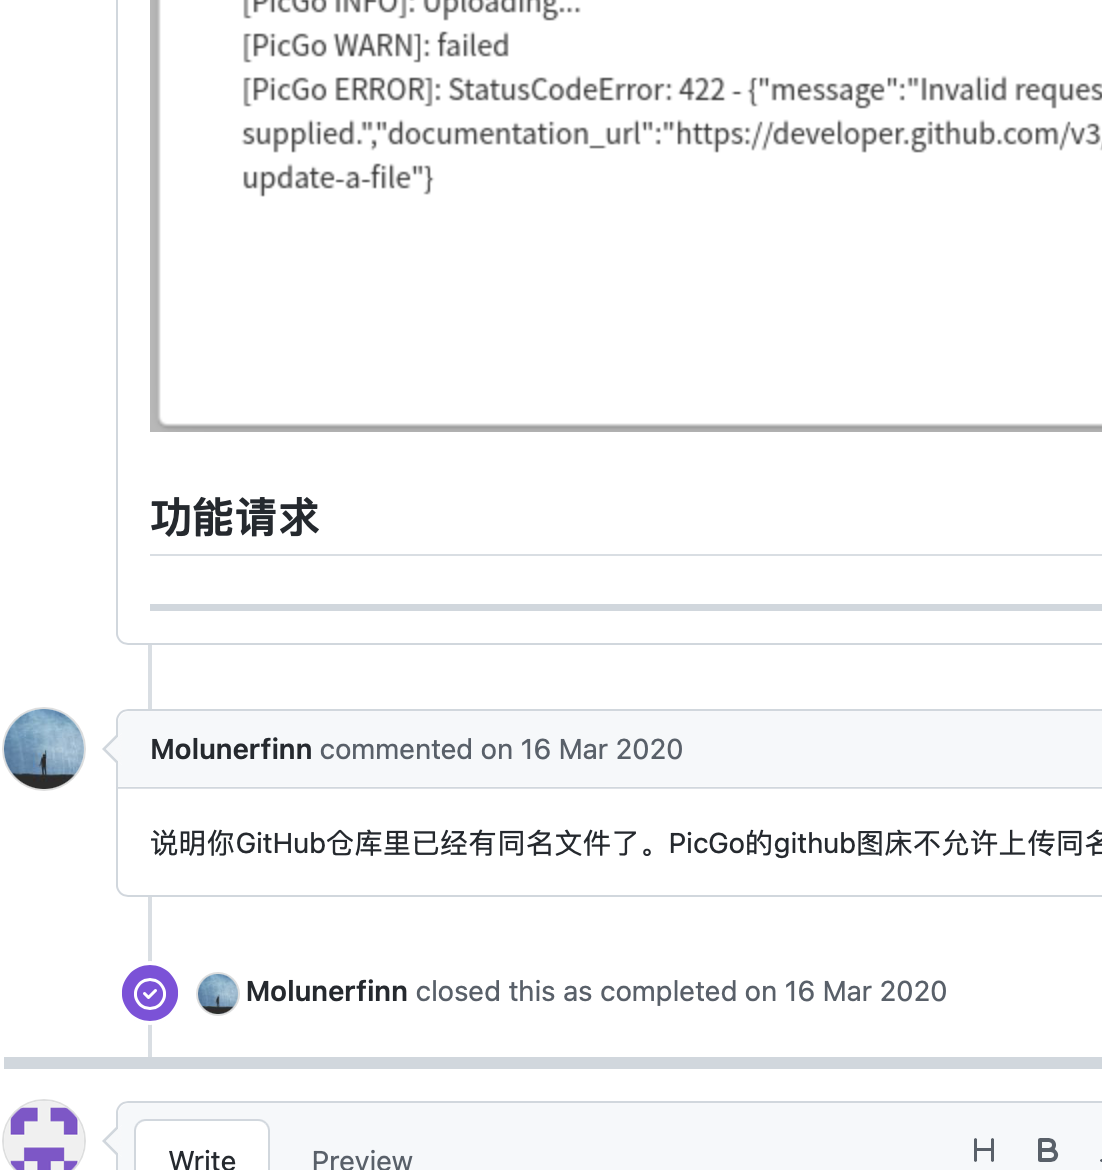 [PicGo INFO]: Uploading...
[PicGo WARN]: failed
[PicGo ERROR]: StatusCodeError: 422 - {"message":"Invalid reques
supplied.","documentation_url":"https://developer.github.com/v3/
update-a-file"}
功能请求
Molunerfinn commented on 16 Mar 2020
说明你GitHub仓库里已经有同名文件了。PicGo的github图床不允许上传同名
Molunerfinn closed this as completed on 16 Mar 2020
Write Preview H B